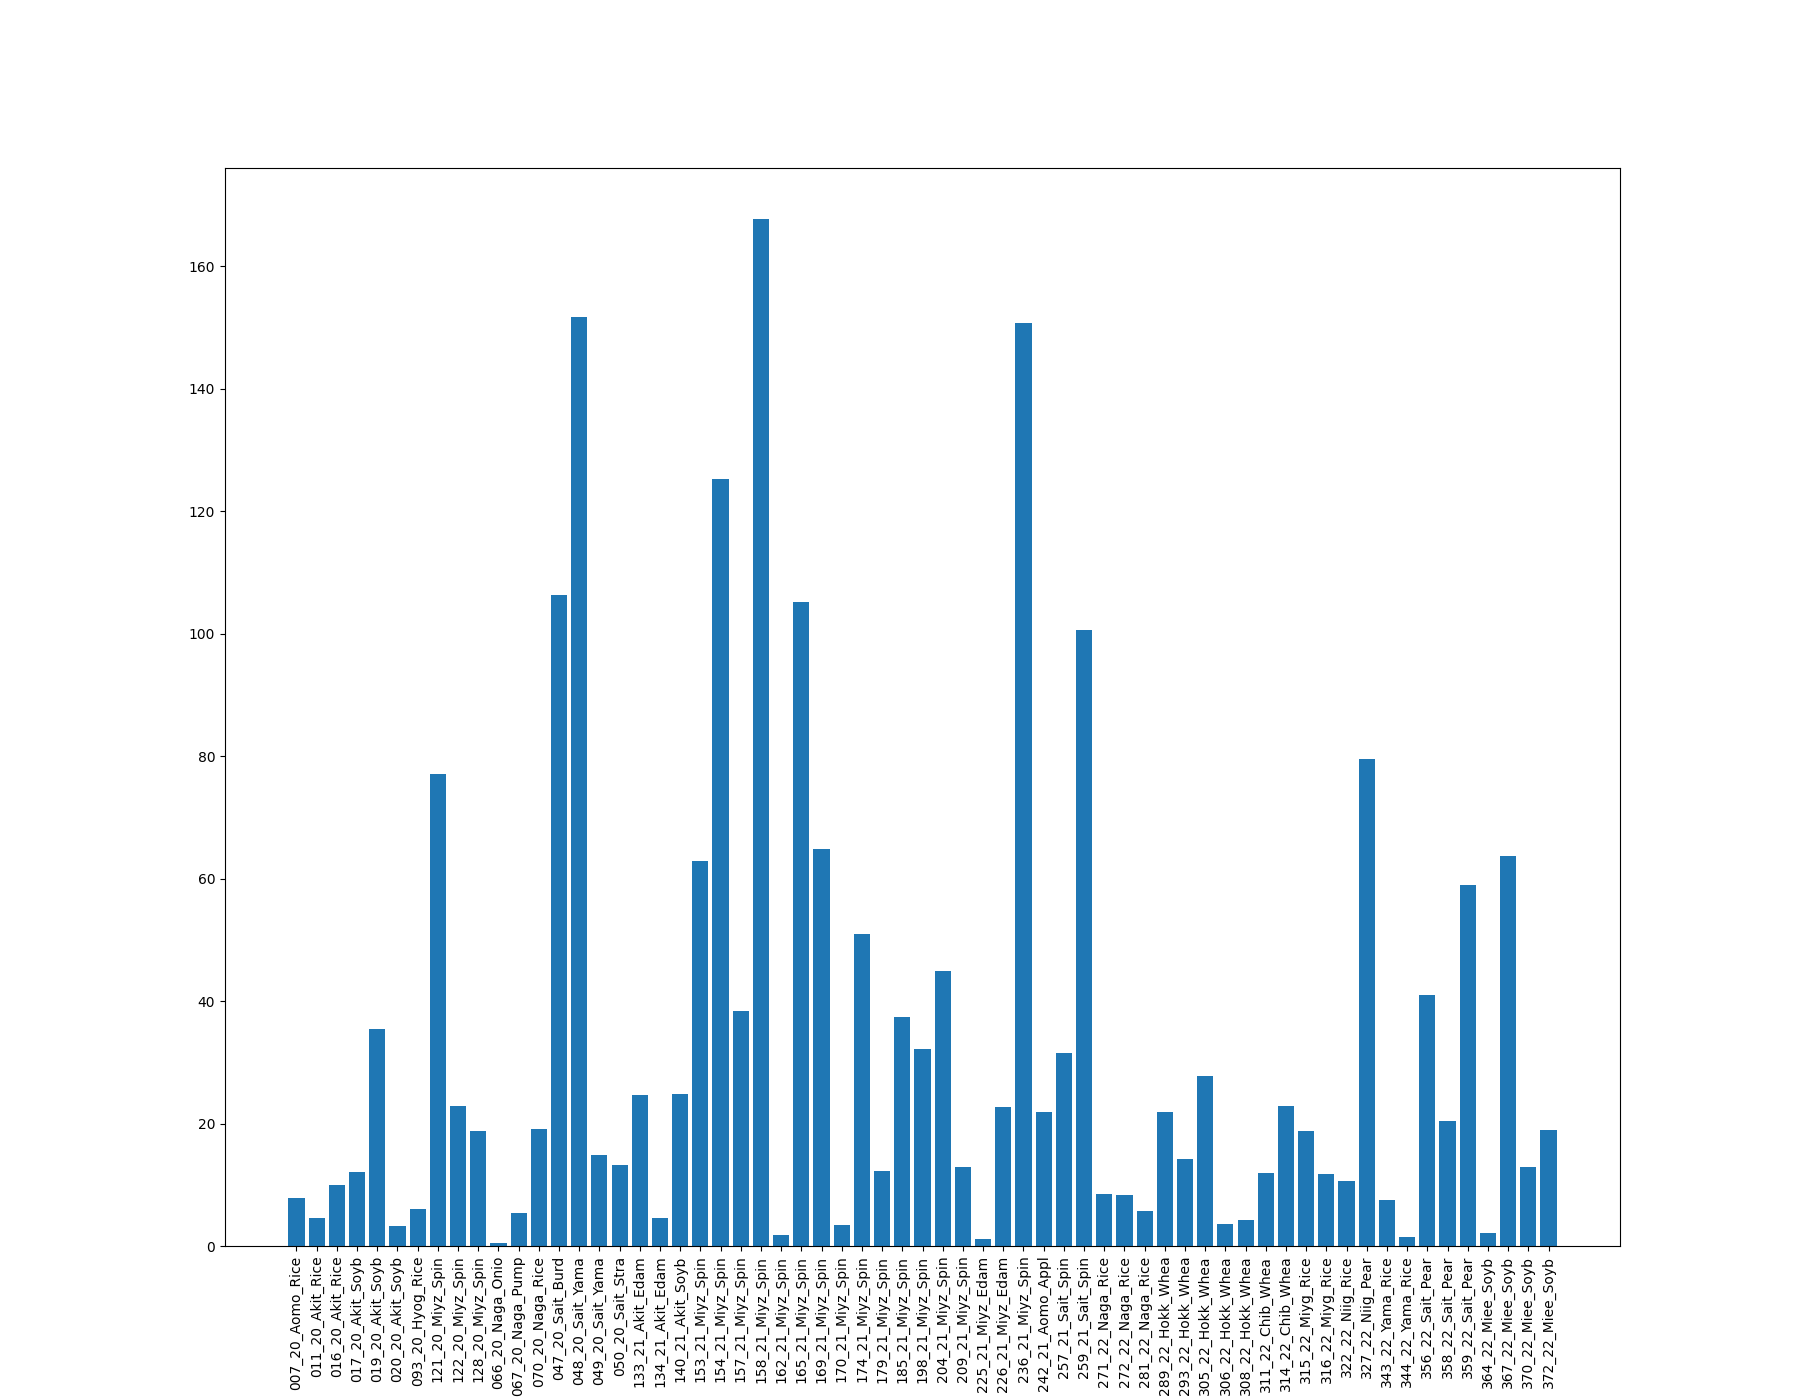 160
140
120
100
80
60
40
20
0
007_20_Aomo_Rice
011_20_Akit_Rice
016_20_Akit_Rice
017_20_Akit_Soyb
019_20_Akit_Soyb
020_20_Akit_Soyb
093_20_Hyog_Rice
121_20_Miyz_Spin
122_20_Miyz_Spin
128_20_Miyz_Spin
066_20_Naga_Onio
067_20_Naga_Pump
070_20_Naga_Rice
047_20_Sait_Burd
048_20_Sait_Yama
049_20_Sait_Yama
050_20_Sait_Stra
133_21_Akit_Edam
134_21_Akit_Edam
140_21_Akit_Soyb
153_21_Miyz_Spin
154_21_Miyz_Spin
157_21_Miyz_Spin
158_21_Miyz_Spin
162_21_Miyz_Spin
165_21_Miyz_Spin
169_21_Miyz_Spin
170_21_Miyz_Spin
174_21_Miyz_Spin
179_21_Miyz_Spin
185_21_Miyz_Spin
198_21_Miyz_Spin
204_21_Miyz_Spin
209_21_Miyz_Spin
225_21_Miyz_Edam
226_21_Miyz_Edam
236_21_Miyz_Spin
242_21_Aomo_Appl
257_21_Sait_Spin
259_21_Sait_Spin
271_22_Naga_Rice
272_22_Naga_Rice
281_22_Naga_Rice
289_22_Hokk_Whea
293_22_Hokk_Whea
305_22_Hokk_Whea
306_22_Hokk_Whea
308_22_Hokk_Whea
311_22_Chib_Whea
314_22_Chib_Whea
315_22_Miyg_Rice
316_22_Miyg_Rice
322_22_Niig_Rice
327_22_Niig_Pear
343_22_Yama_Rice
344_22_Yama_Rice
356_22_Sait_Pear
358_22_Sait_Pear
359_22_Sait_Pear
364_22_Miee_Soyb
367_22_Miee_Soyb
370_22_Miee_Soyb
372_22_Miee_Soyb